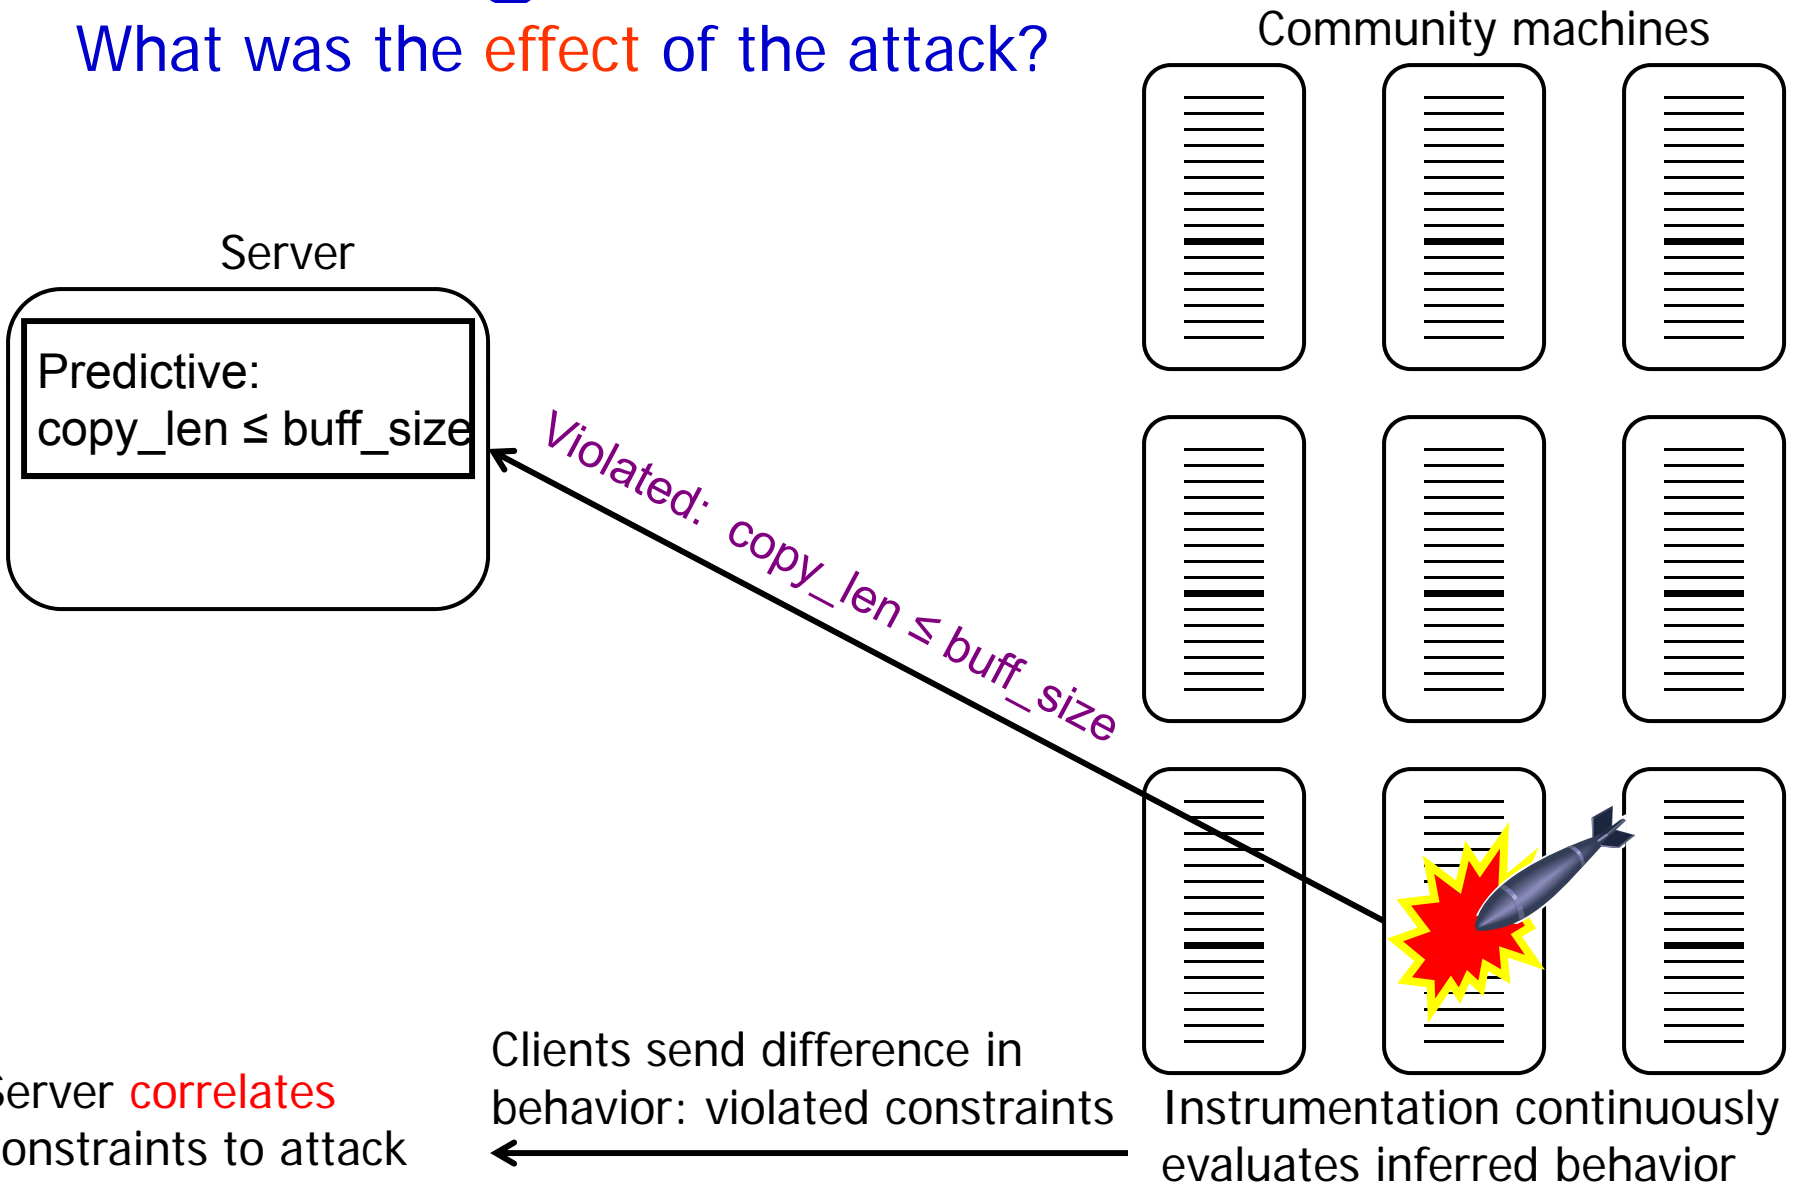 What was the effect of the attack?
Community machines
Server
Predictive:
copy_len ≤ buff_size
Violated: copy_len ≤ buff_size
Clients send difference in
behavior: violated constraints
Server correlates
onstraints to attack
Instrumentation continuously
evaluates inferred behavior